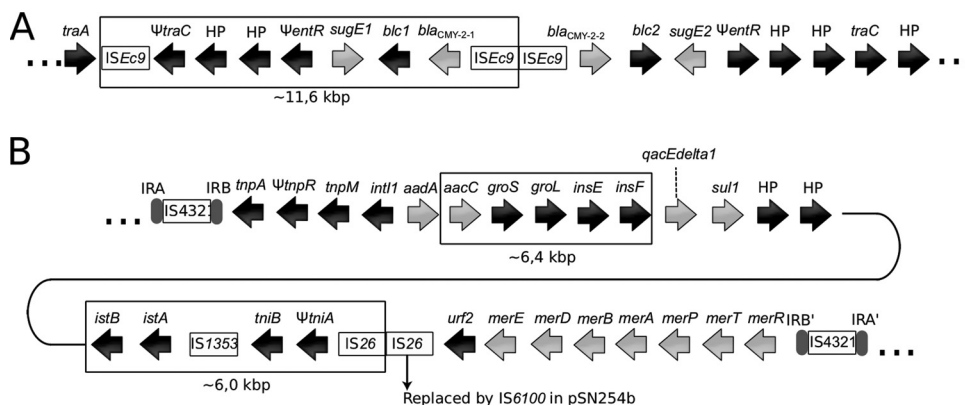 A
traA ΨtraC HP HP ΨentR sugE1 blc1 blaCMY-2-1 blaCMY-2-2 blc2 sugE2 ΨentR HP HP traC HP
... ISEc9 ISEc9 ISEc9 ...
~11,6 kbp
B
qacEdelta1
IRA IRB tnpA ΨtnpR tnpM intI1 aadA aacC groS groL insE insF sul1 HP HP
... IS4321
~6,4 kbp
istB istA tniB ΨtniA urf2 merE merD merB merA merP merT merR IRB' IRA'
IS1353 IS26 IS26 IS4321 ...
~6,0 kbp
Replaced by IS6100 in pSN254b